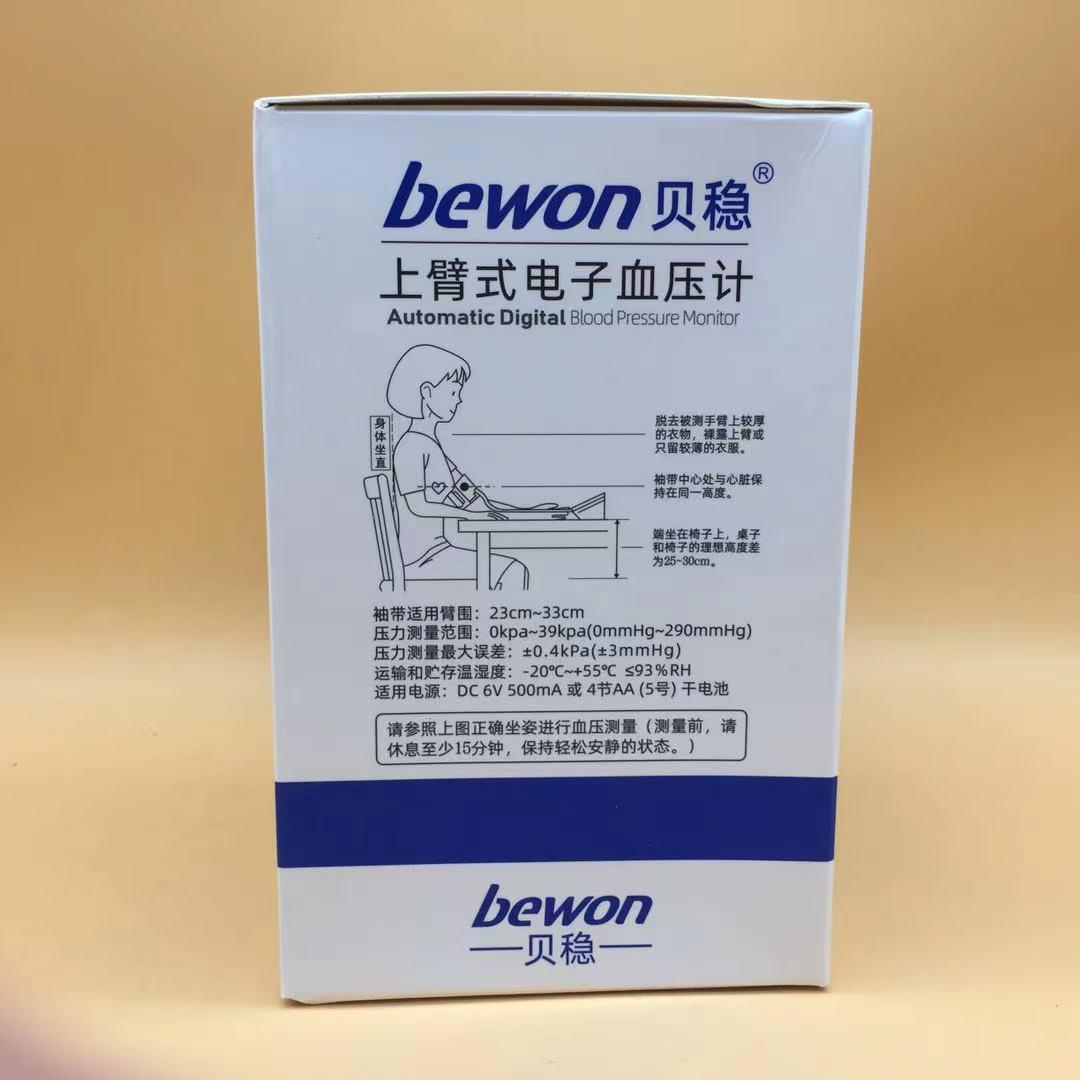 bewon贝稳®
上臂式电子血压计
Automatic Digital Blood Pressure Monitor
身体坐直
脱去被测手臂上较厚
的衣物，裸露上臂或
只留较薄的衣服。
袖带中心处与心脏保
持在同一高度。
端坐在椅子上，桌子
和椅子的理想高度差
为25~30cm。
袖带适用臂围：23cm~33cm
压力测量范围：0kpa~39kpa(0mmHg~290mmHg)
压力测量最大误差：±0.4kPa(±3mmHg)
运输和贮存温湿度：-20℃~+55℃ ≤93%RH
适用电源：DC 6V 500mA 或 4节AA (5号) 干电池
请参照上图正确坐姿进行血压测量（测量前，请
休息至少15分钟，保持轻松安静的状态。）
bewon
贝稳